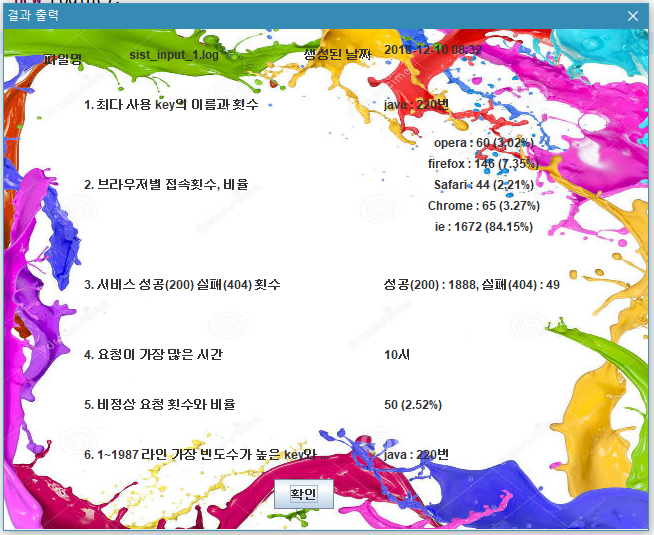 결과 출력
파일명 sist_input_1.log 생성된 날짜 2018-12-10 08:32
1. 최다 사용 key의 이름과 횟수 java : 220번
opera : 60 (3.02%)
firefox : 146 (7.35%)
2. 브라우저별 접속횟수, 비율 Safari : 44 (2.21%)
Chrome : 65 (3.27%)
ie : 1672 (84.15%)
3. 서비스 성공(200) 실패(404) 횟수 성공(200) : 1888, 실패(404) : 49
4. 요청이 가장 많은 시간 10시
5. 비정상 요청 횟수와 비율 50 (2.52%)
6. 1~1987 라인 가장 빈도수가 높은 key와 java : 220번
확인